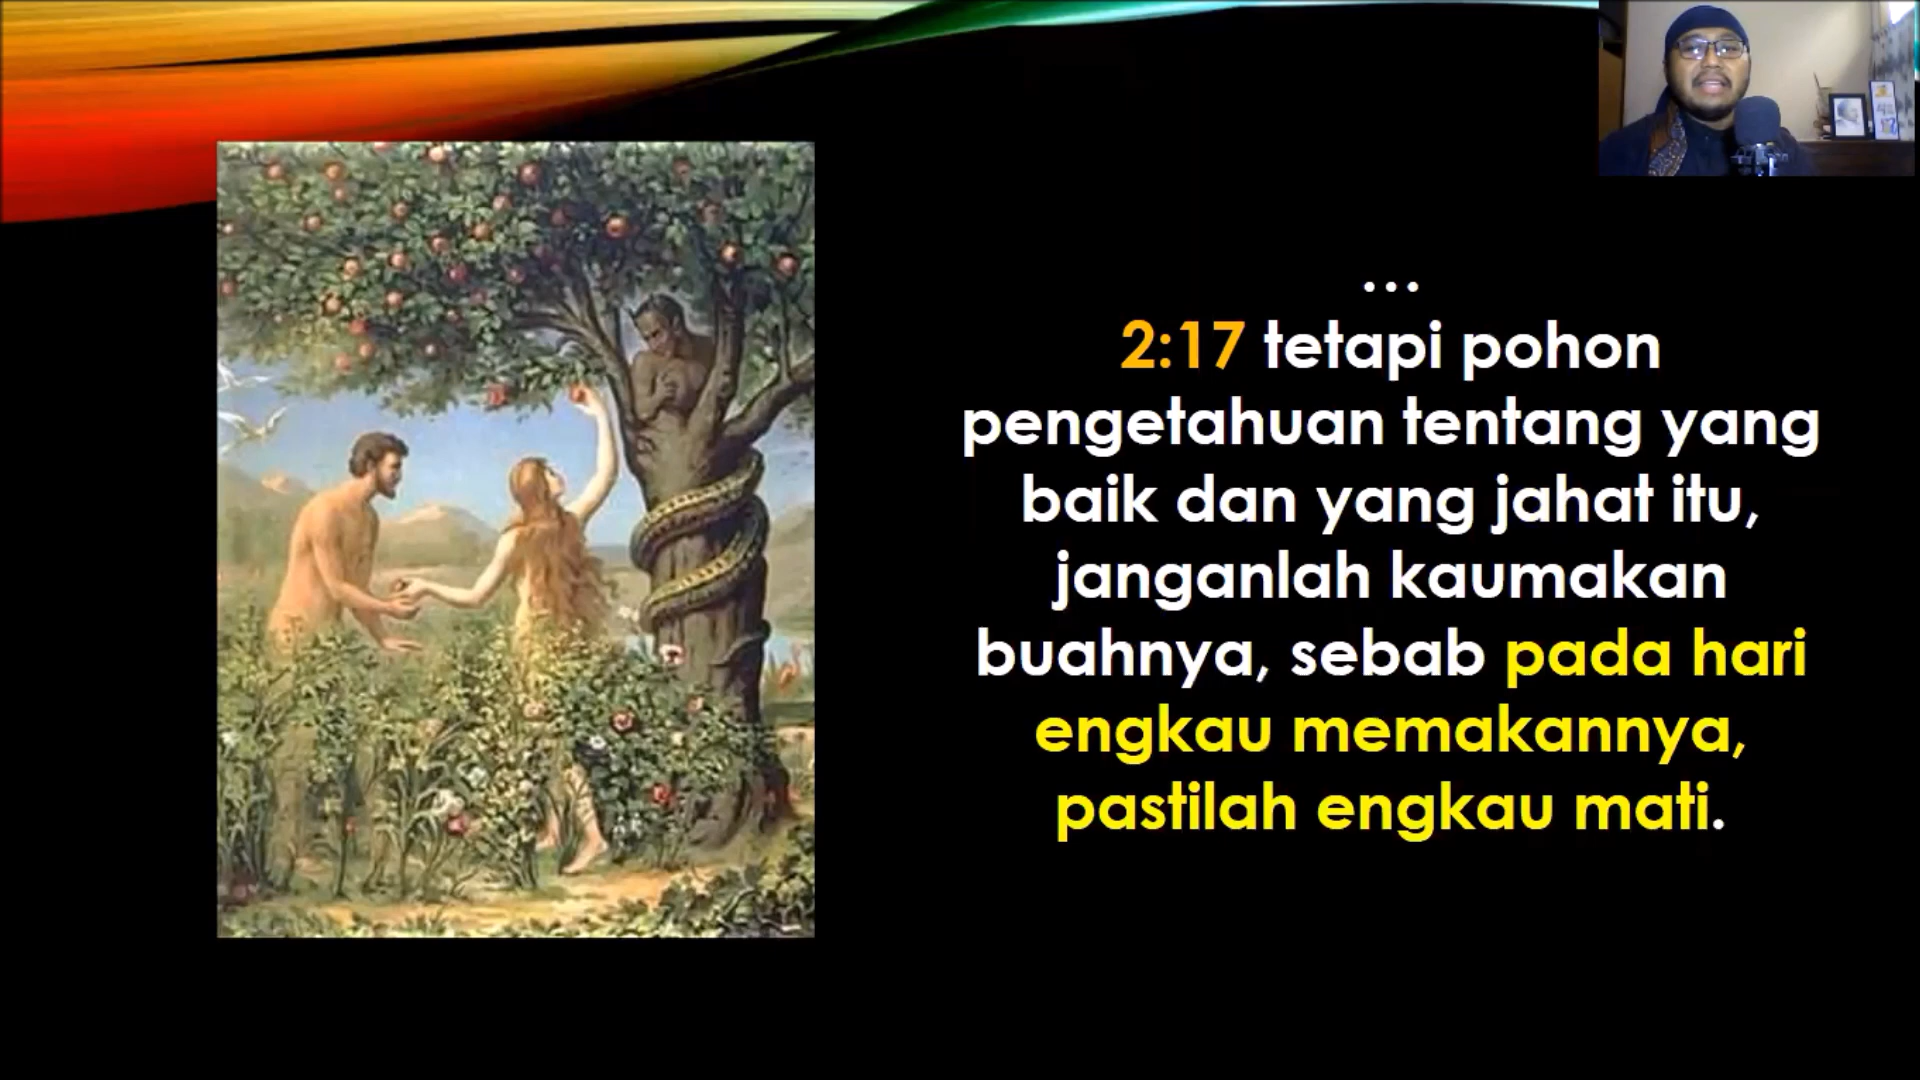 ...
2:17 tetapi pohon
pengetahuan tentang yang
baik dan yang jahat itu,
janganlah kaumakan
buahnya, sebab pada hari
engkau memakannya,
pastilah engkau mati.